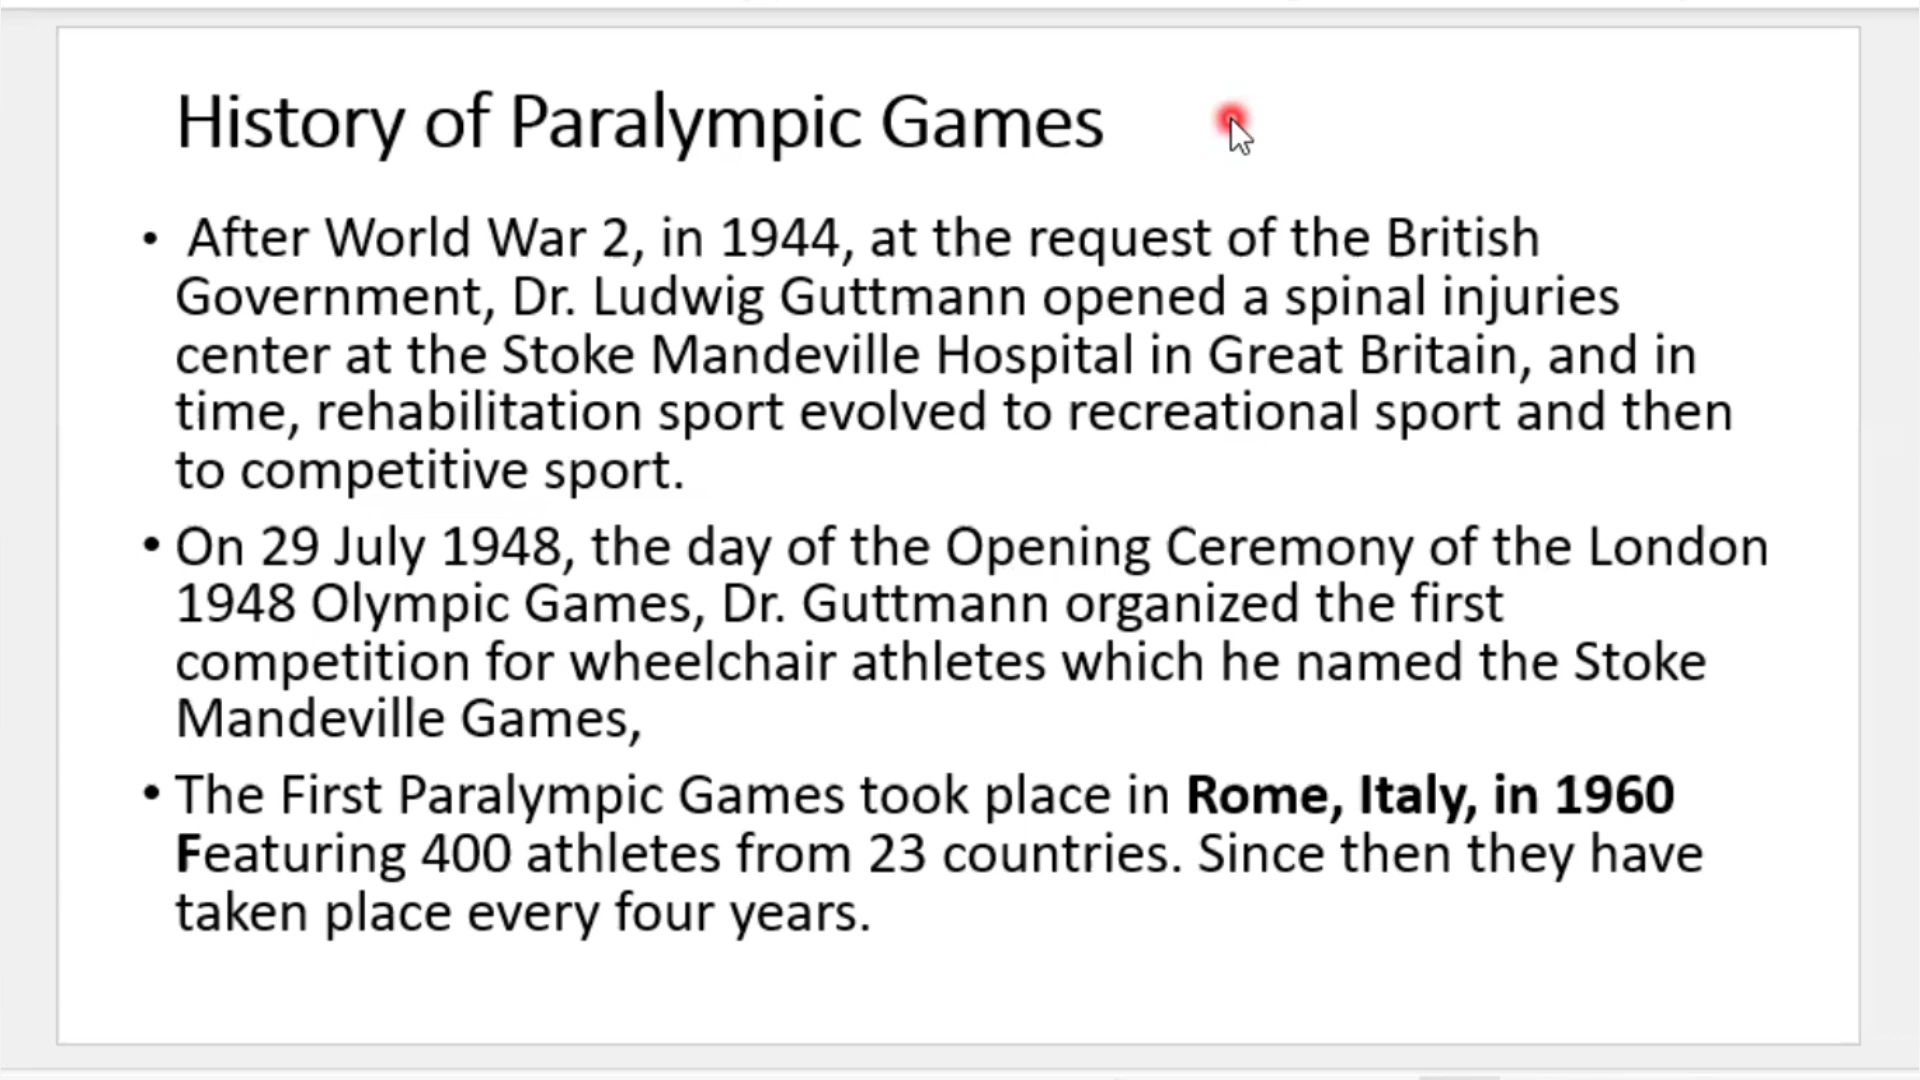 History of Paralympic Games
• After World War 2, in 1944, at the request of the British
Government, Dr. Ludwig Guttmann opened a spinal injuries
center at the Stoke Mandeville Hospital in Great Britain, and in
time, rehabilitation sport evolved to recreational sport and then
to competitive sport.
• On 29 July 1948, the day of the Opening Ceremony of the London
1948 Olympic Games, Dr. Guttmann organized the first
competition for wheelchair athletes which he named the Stoke
Mandeville Games,
• The First Paralympic Games took place in Rome, Italy, in 1960
Featuring 400 athletes from 23 countries. Since then they have
taken place every four years.